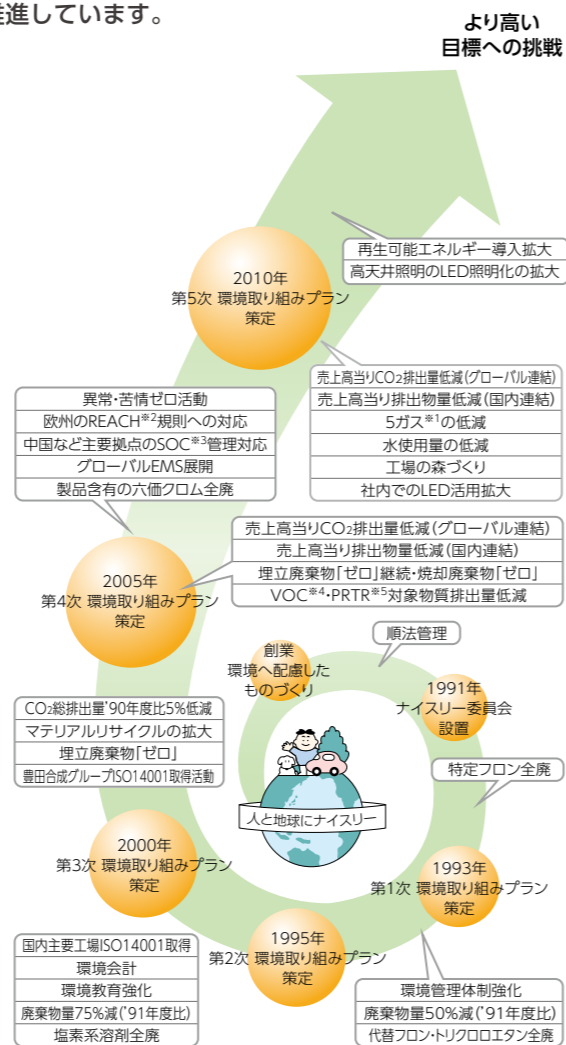 進しています。
より高い
目標への挑戦
再生可能エネルギー導入拡大
高天井照明のLED照明化の拡大
2010年
第5次 環境取り組みプラン
策定
売上高当りCO2排出量低減(グローバル連結)
売上高当り排出物量低減(国内連結)
5ガス※1の低減
水使用量の低減
工場の森づくり
社内でのLED活用拡大
異常・苦情ゼロ活動
欧州のREACH※2規則への対応
中国など主要拠点のSOC※3管理対応
グローバルEMS展開
製品含有の六価クロム全廃
売上高当りCO2排出量低減(グローバル連結)
売上高当り排出物量低減(国内連結)
埋立廃棄物「ゼロ」継続・焼却廃棄物「ゼロ」
VOC※4・PRTR※5対象物質排出量低減
2005年
第4次 環境取り組みプラン
策定
順法管理
創業
環境へ配慮した
ものづくり
1991年
ナイスリー委員会
設置
CO2総排出量'90年度比5%低減
マテリアルリサイクルの拡大
埋立廃棄物「ゼロ」
豊田合成グループISO14001取得活動
特定フロン全廃
人と地球にナイスリー
2000年
第3次 環境取り組みプラン
策定
1993年
第1次 環境取り組みプラン
策定
1995年
第2次 環境取り組みプラン
策定
国内主要工場ISO14001取得
環境会計
環境教育強化
廃棄物量75%減('91年度比)
塩素系溶剤全廃
環境管理体制強化
廃棄物量50%減('91年度比)
代替フロン・トリクロロエタン全廃